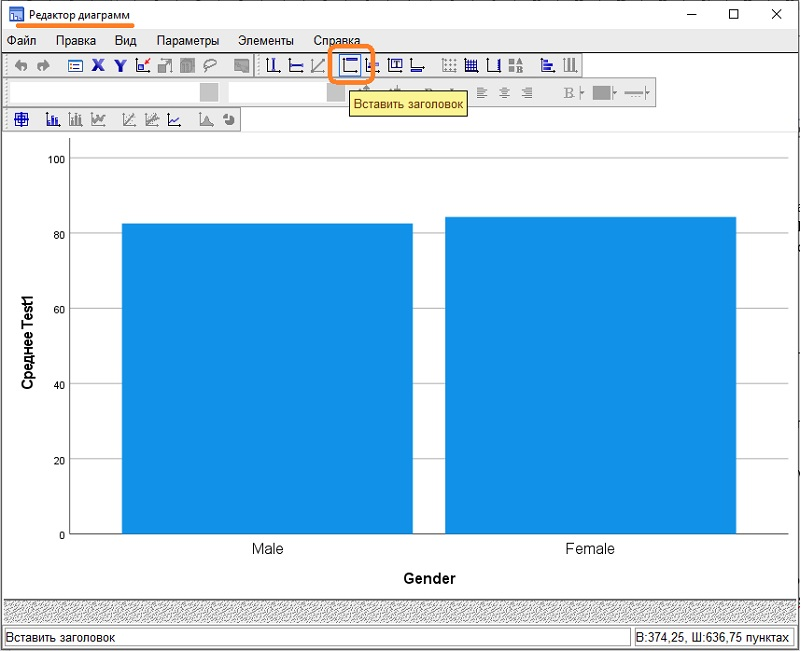 Редактор диаграмм
Файл Правка Вид Параметры Элементы Справка
X Y
Вставить заголовок
100
80
60
40
20
0
Среднее Test1
Male Female
Gender
Вставить заголовок В:374,25, Ш:636,75 пунктах